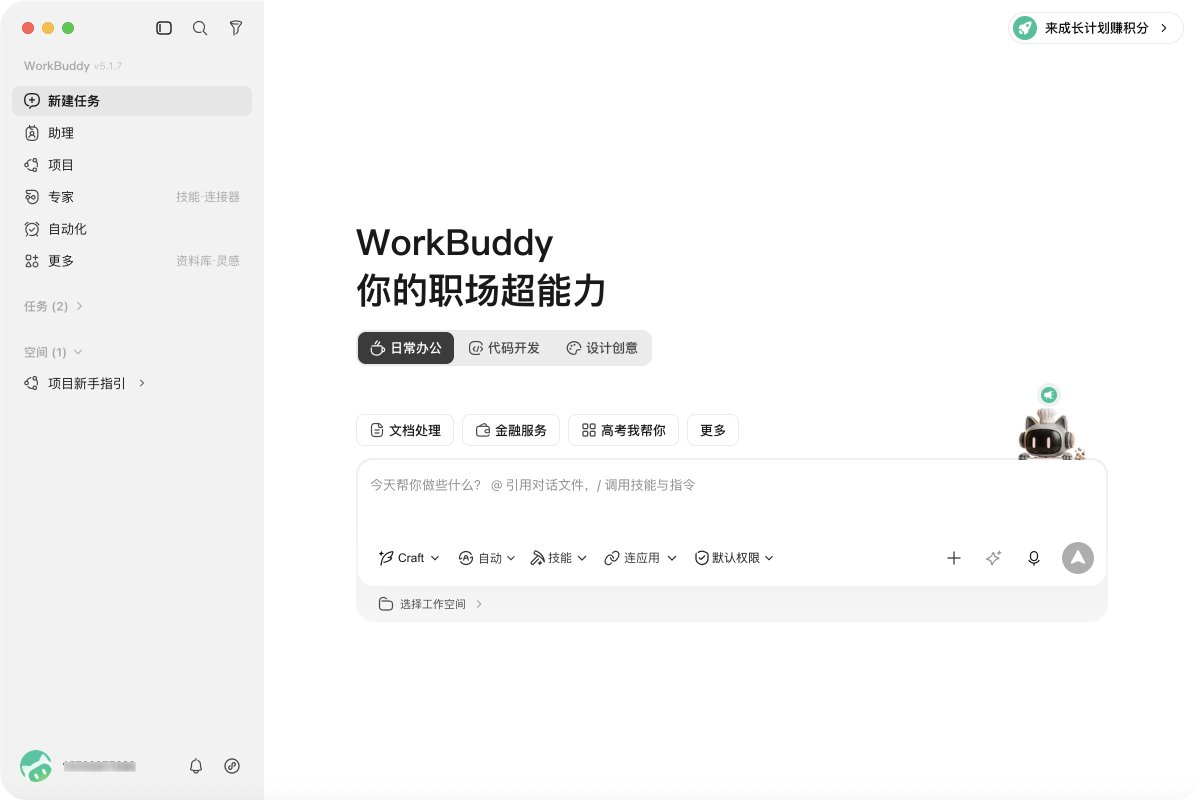 来成长计划赚积分
WorkBuddy v5.1.7
新建任务
助理
项目
专家 技能·连接器
自动化
更多 资料库·灵感
任务 (2)
空间 (1)
项目新手指引
WorkBuddy
你的职场超能力
日常办公 代码开发 设计创意
文档处理 金融服务 高考我帮你 更多
今天帮你做些什么? @ 引用对话文件, / 调用技能与指令
Craft 自动 技能 连应用 默认权限
选择工作空间